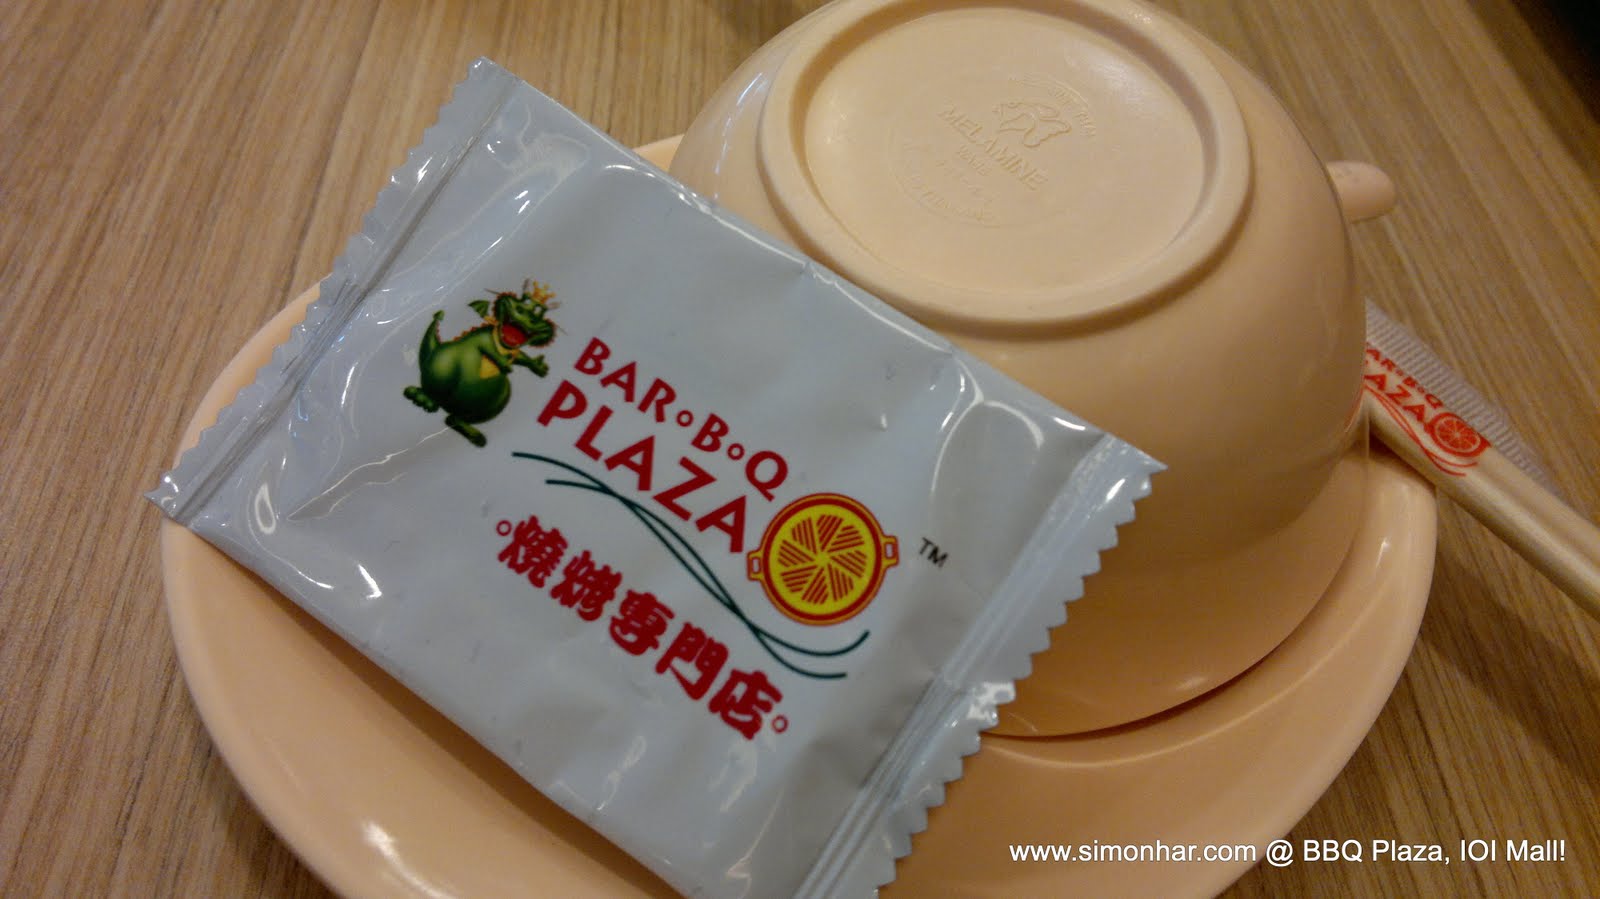 MELAMINE
BAR•B•Q
PLAZA
TM
燒烤專門店
BAR•B•Q
PLAZA
www.simonhar.com @ BBQ Plaza, IOI Mall!